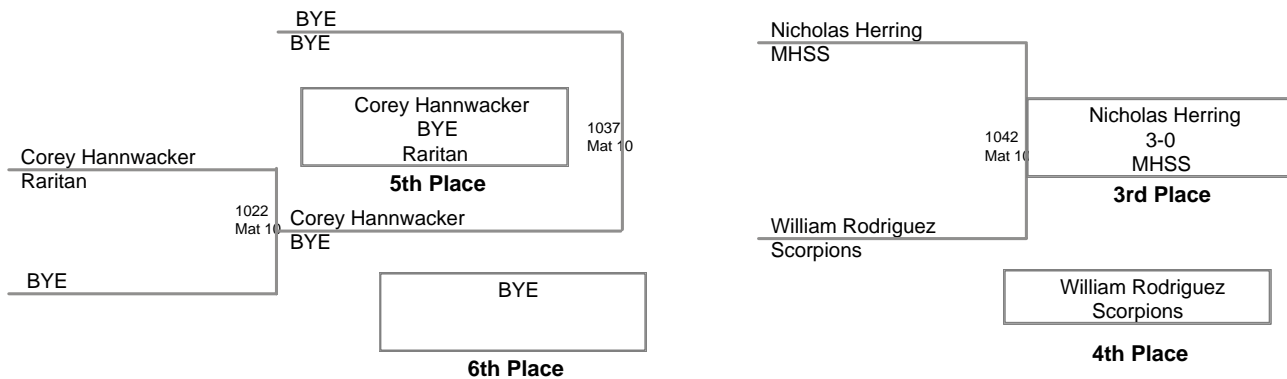 BYE
BYE
Corey Hannwacker
BYE
Raritan
5th Place
1037
Mat 10
Corey Hannwacker
Raritan
1022
Mat 10
Corey Hannwacker
BYE
BYE
BYE
6th Place
Nicholas Herring
MHSS
1042
Mat 10
Nicholas Herring
3-0
MHSS
3rd Place
William Rodriguez
Scorpions
William Rodriguez
Scorpions
4th Place